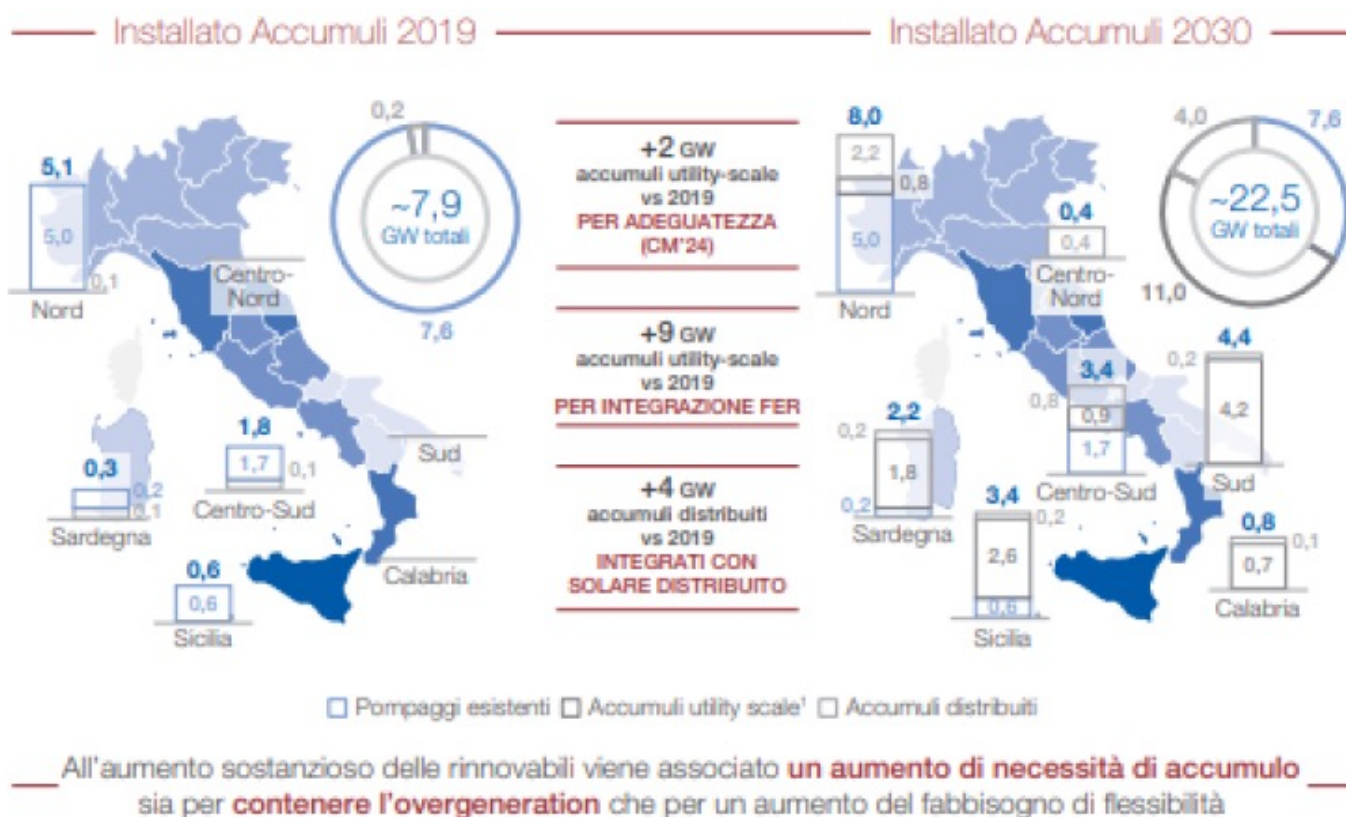 Installato Accumuli 2019
Installato Accumuli 2030
0,2
5,1
5,0
0,1
Nord
~7,9
GW totali
7,6
Centro-
Nord
0,3
0,2
0,1
Sardegna
1,8
1,7
0,1
Centro-Sud
Sud
0,6
0,6
Sicilia
Calabria
+2 GW
accumuli utility-scale
vs 2019
PER ADEGUATEZZA
(CM'24)
+9 GW
accumuli utility-scale
vs 2019
PER INTEGRAZIONE FER
+4 GW
accumuli distribuiti
vs 2019
INTEGRATI CON
SOLARE DISTRIBUITO
8,0
2,2
0,8
5,0
Nord
4,0
7,6
~22,5
GW totali
11,0
0,4
0,4
Centro-
Nord
2,2
0,2
1,8
0,2
Sardegna
3,4
0,8
0,9
1,7
Centro-Sud
4,4
0,2
4,2
Sud
3,4
0,2
2,6
0,6
Sicilia
0,8
0,1
0,7
Calabria
Pompaggi esistenti Accumuli utility scale¹ Accumuli distribuiti
All'aumento sostanzioso delle rinnovabili viene associato un aumento di necessità di accumulo
sia per contenere l'overgeneration che per un aumento del fabbisogno di flessibilità